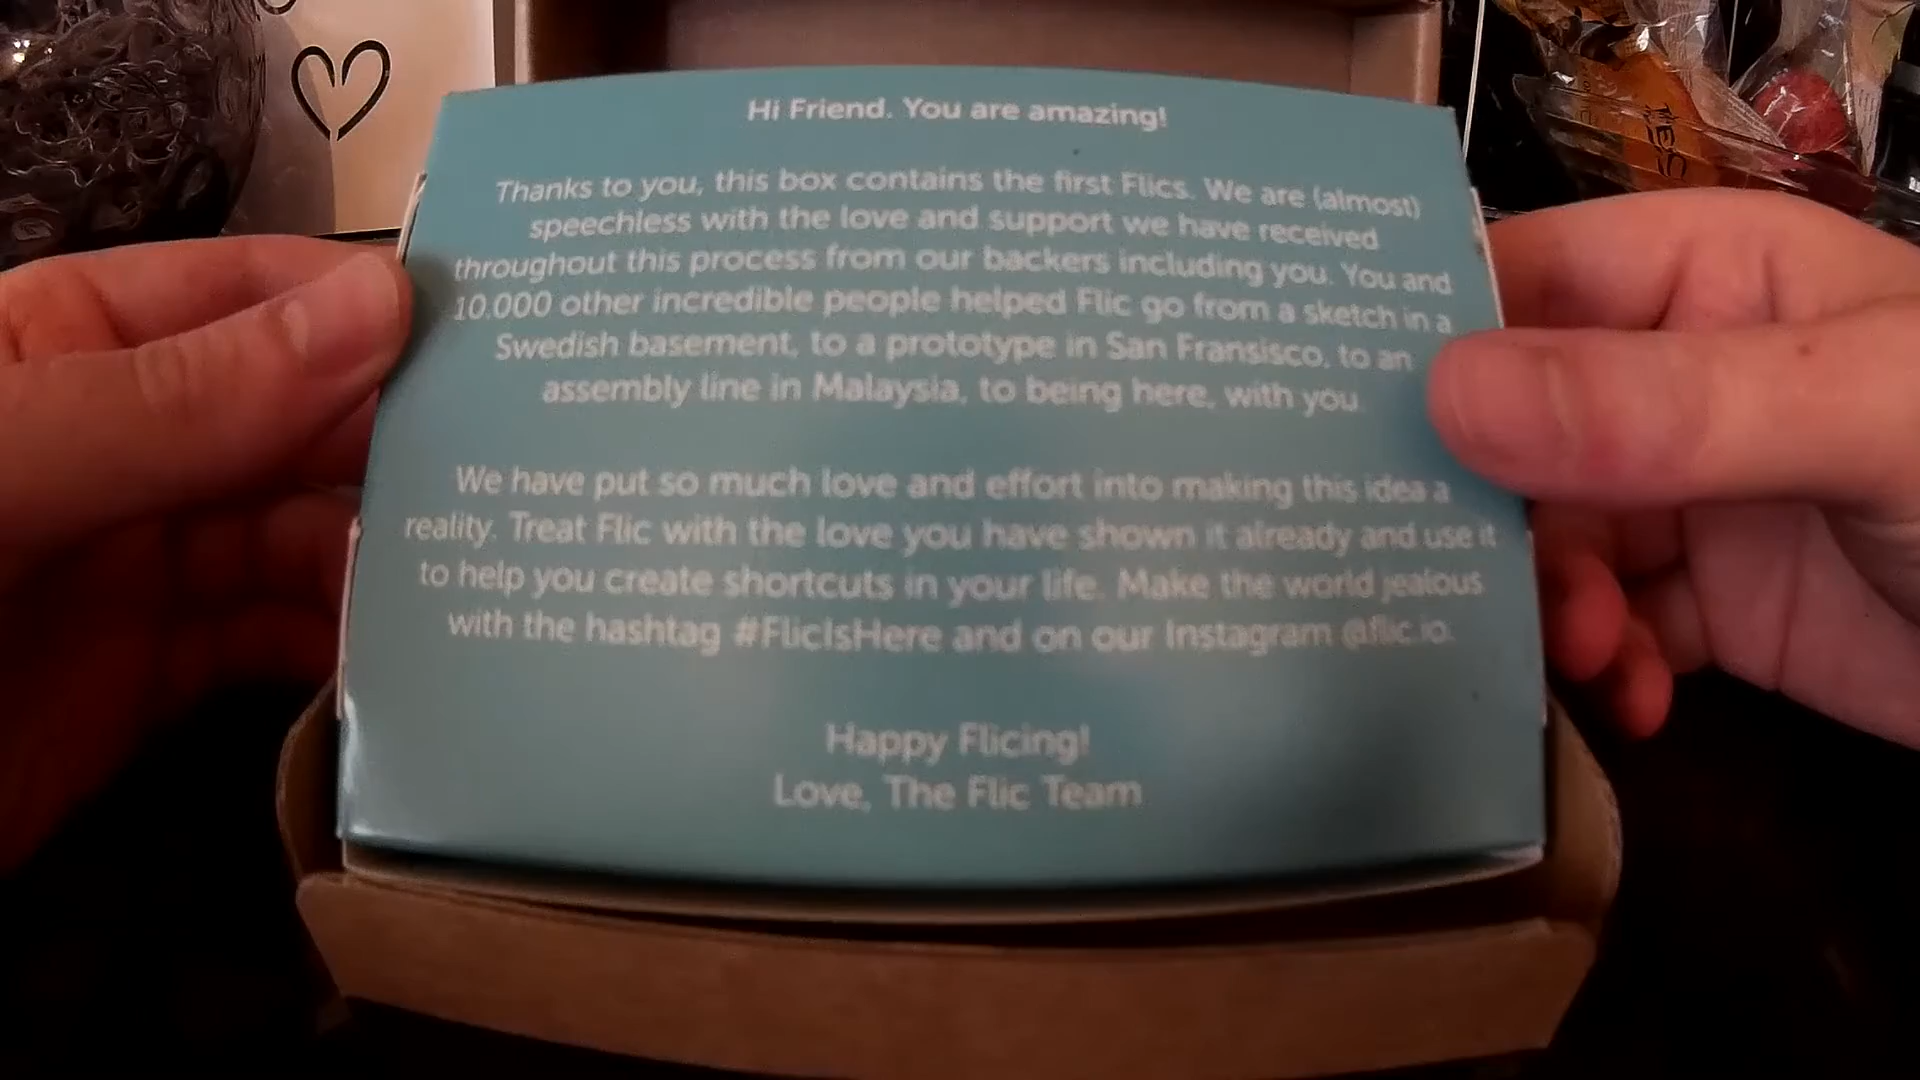 Hi Friend. You are amazing!
Thanks to you, this box contains the first Flics. We are (almost)
speechless with the love and support we have received
throughout this process from our backers including you. You and
10.000 other incredible people helped Flic go from a sketch in a
Swedish basement, to a prototype in San Fransisco, to an
assembly line in Malaysia, to being here, with you.
We have put so much love and effort into making this idea a
reality. Treat Flic with the love you have shown it already and use it
to help you create shortcuts in your life. Make the world jealous
with the hashtag #FlicIsHere and on our Instagram @flic.io.
Happy Flicing!
Love, The Flic Team